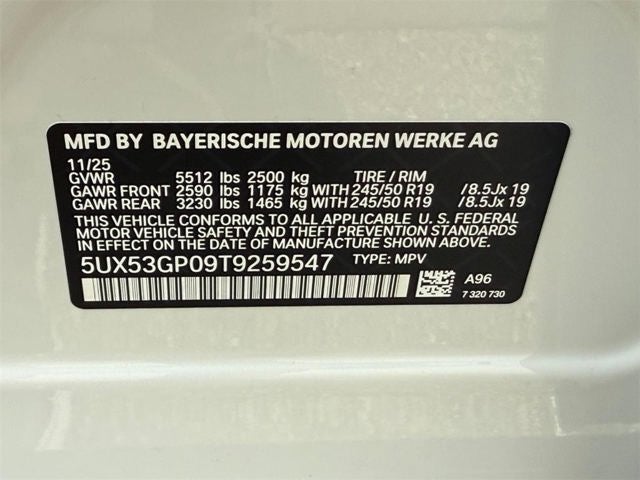 MFD BY BAYERISCHE MOTOREN WERKE AG
11/25
GVWR 5512 lbs 2500 kg TIRE / RIM
GAWR FRONT 2590 lbs 1175 kg WITH 245/50 R19 /8.5Jx 19
GAWR REAR 3230 lbs 1465 kg WITH 245/50 R19 /8.5Jx 19
THIS VEHICLE CONFORMS TO ALL APPLICABLE U. S. FEDERAL
MOTOR VEHICLE SAFETY AND THEFT PREVENTION STANDARDS
IN EFFECT ON THE DATE OF MANUFACTURE SHOWN ABOVE.
5UX53GP09T9259547 TYPE: MPV
A96
7 320 730